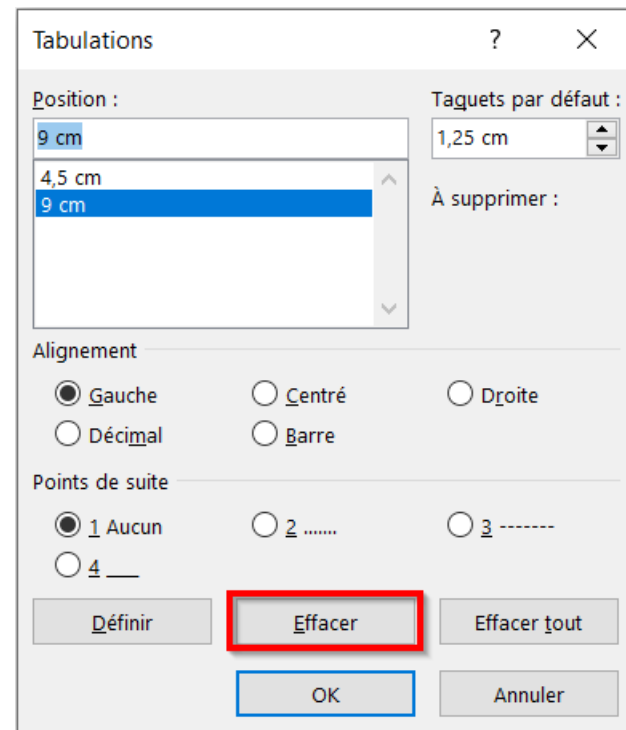 Tabulations ?
Position : Taquets par défaut :
9 cm 1,25 cm
4,5 cm
À supprimer :
9 cm
Alignement
Gauche Centré Droite
Décimal Barre
Points de suite
1 Aucun 2 ....... 3 -------
4 ___
Définir Effacer Effacer tout
OK Annuler